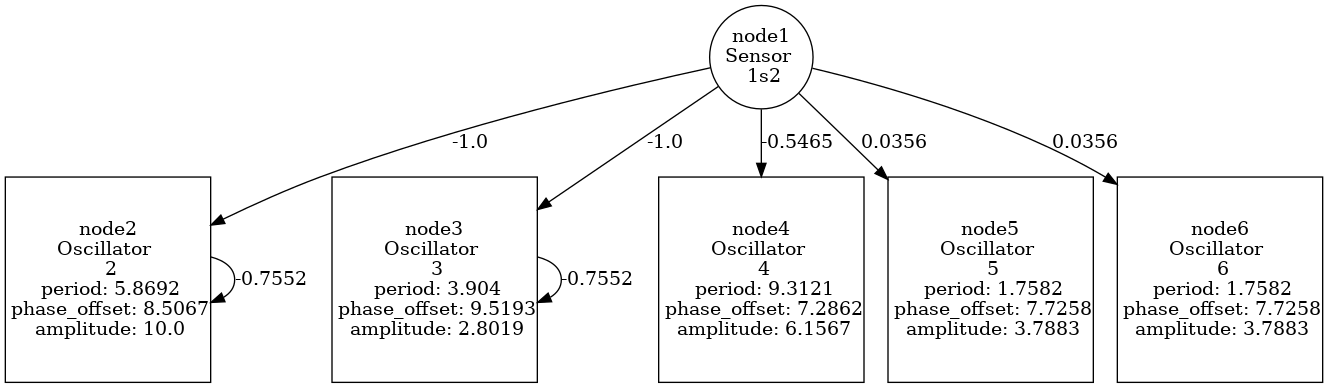 node1
Sensor
1s2
-1.0
-1.0
-0.5465
0.0356
0.0356
node2
Oscillator
2
period: 5.8692
phase_offset: 8.5067
amplitude: 10.0
-0.7552
node3
Oscillator
3
period: 3.904
phase_offset: 9.5193
amplitude: 2.8019
-0.7552
node4
Oscillator
4
period: 9.3121
phase_offset: 7.2862
amplitude: 6.1567
node5
Oscillator
5
period: 1.7582
phase_offset: 7.7258
amplitude: 3.7883
node6
Oscillator
6
period: 1.7582
phase_offset: 7.7258
amplitude: 3.7883